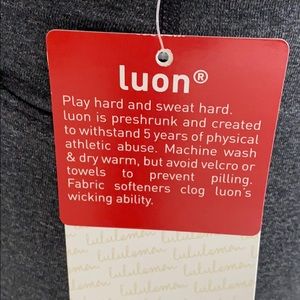 luon®
Play hard and sweat hard.
luon is preshrunk and created
to withstand 5 years of physical
athletic abuse. Machine wash
& dry warm, but avoid velcro or
towels to prevent pilling.
Fabric softeners clog luon's
wicking ability.
lululemon